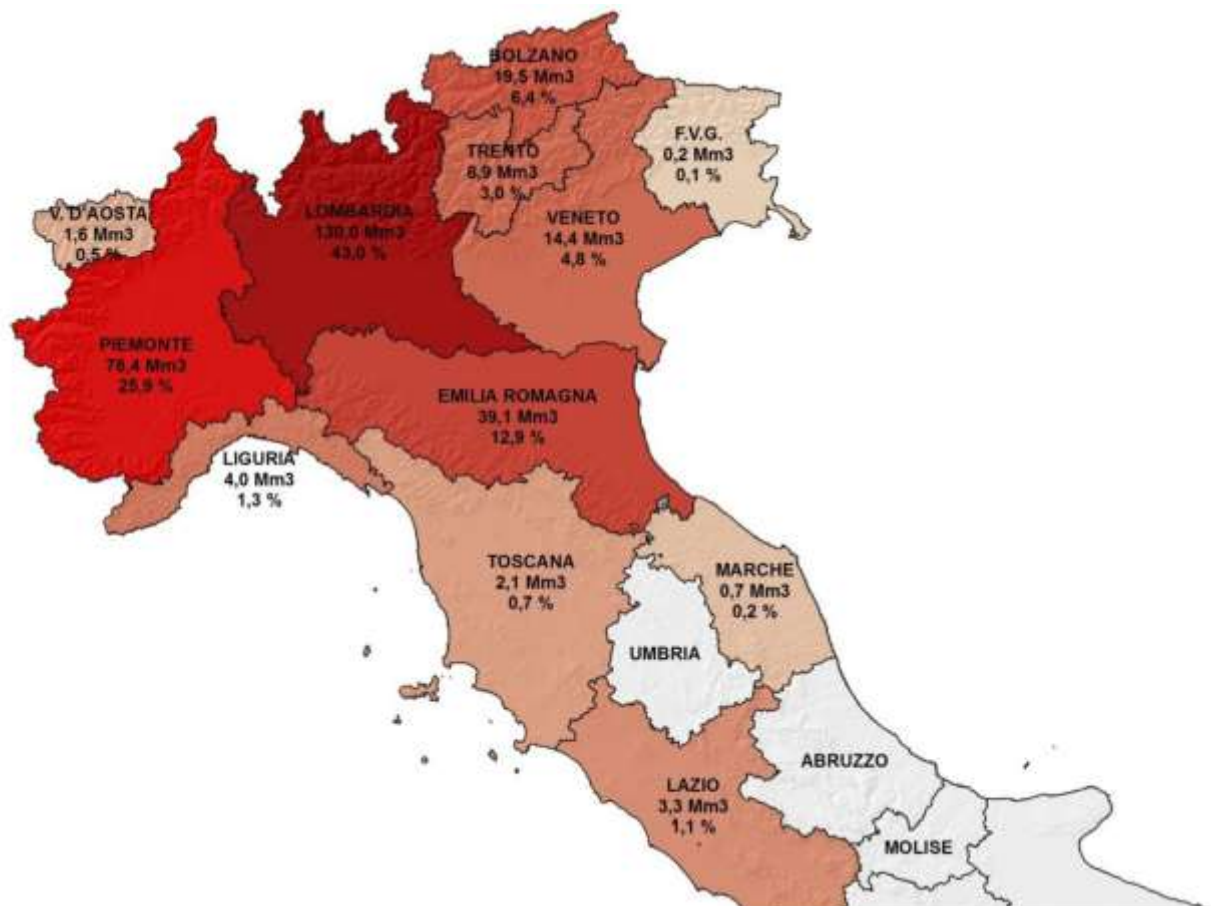 BOLZANO
19,5 Mm3
6,4 %
F.V.G.
0,2 Mm3
0,1 %
TRENTO
8,9 Mm3
3,0 %
V. D'AOSTA
1,6 Mm3
0,5 %
LOMBARDIA
130,0 Mm3
43,0 %
VENETO
14,4 Mm3
4,8 %
PIEMONTE
78,4 Mm3
25,9 %
EMILIA ROMAGNA
39,1 Mm3
12,9 %
LIGURIA
4,0 Mm3
1,3 %
TOSCANA
2,1 Mm3
0,7 %
MARCHE
0,7 Mm3
0,2 %
UMBRIA
ABRUZZO
LAZIO
3,3 Mm3
1,1 %
MOLISE